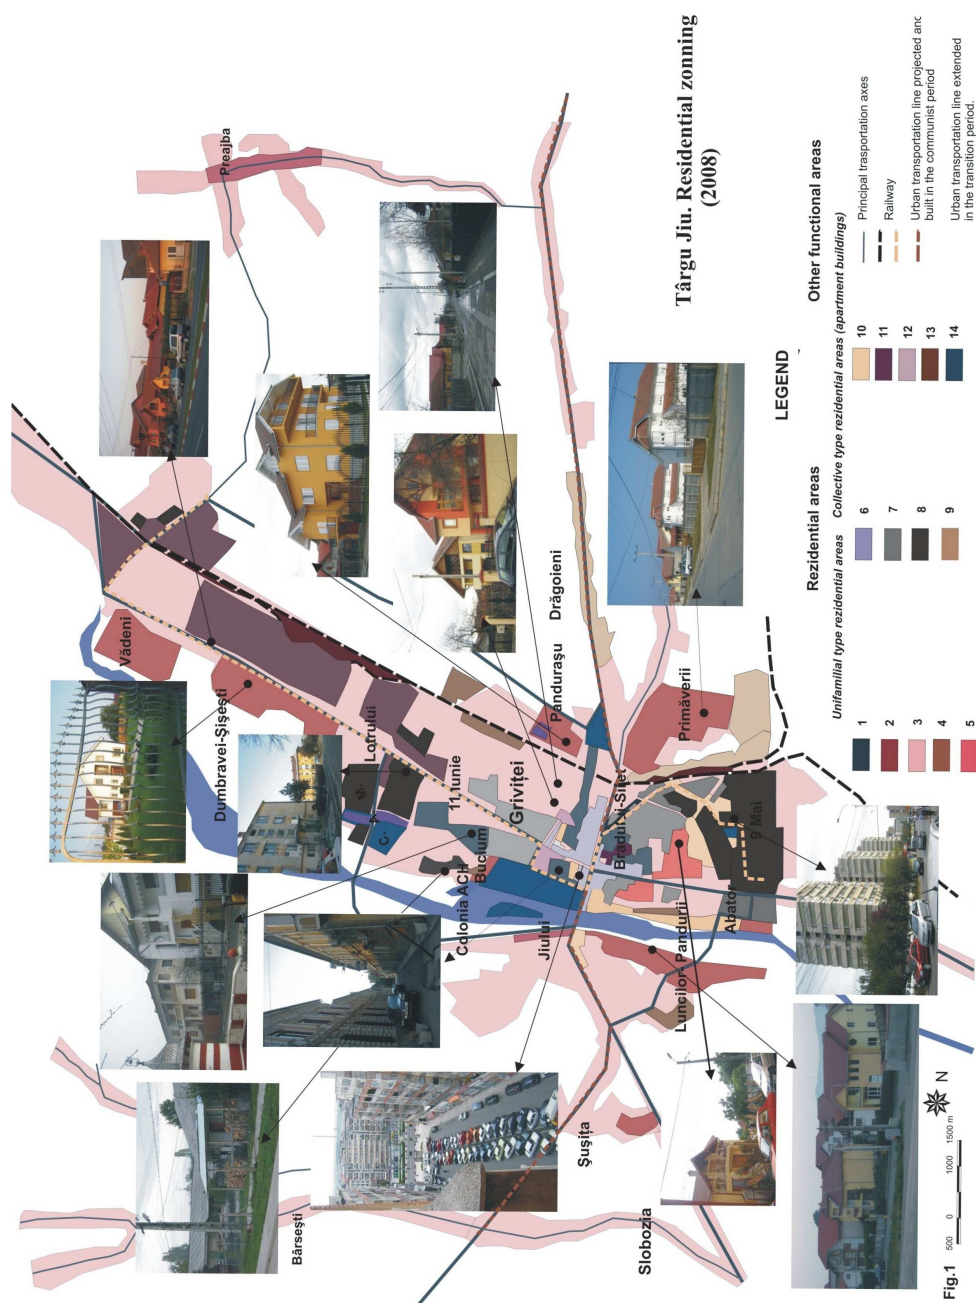 Târgu Jiu. Residential zonning
(2008)
Preajba
Vădeni
Dumbravei-Şişeşti
Lotrului
M.
C.
11 Iunie
Griviţei
Panduraşu
Drăgoieni
Colonia ACH
Buciumi
Jiului
Bradului-Siret
Primăverii
9 Mai
Abator
Luncilor- Pandurii
Bârseşti
Şuşiţa
Slobozia
LEGEND
Rezidential areas
Other functional areas
Unifamilial type rezidential areas
Collective type rezidential areas (apartment buildings)
1
2
3
4
5
6
7
8
9
10
11
12
13
14
Principal trasportation axes
Railway
Urban transportation line projected and
built in the communist period
Urban transportation line extended
in the transition period.
Fig.1
500 0 1000 1500 m
N